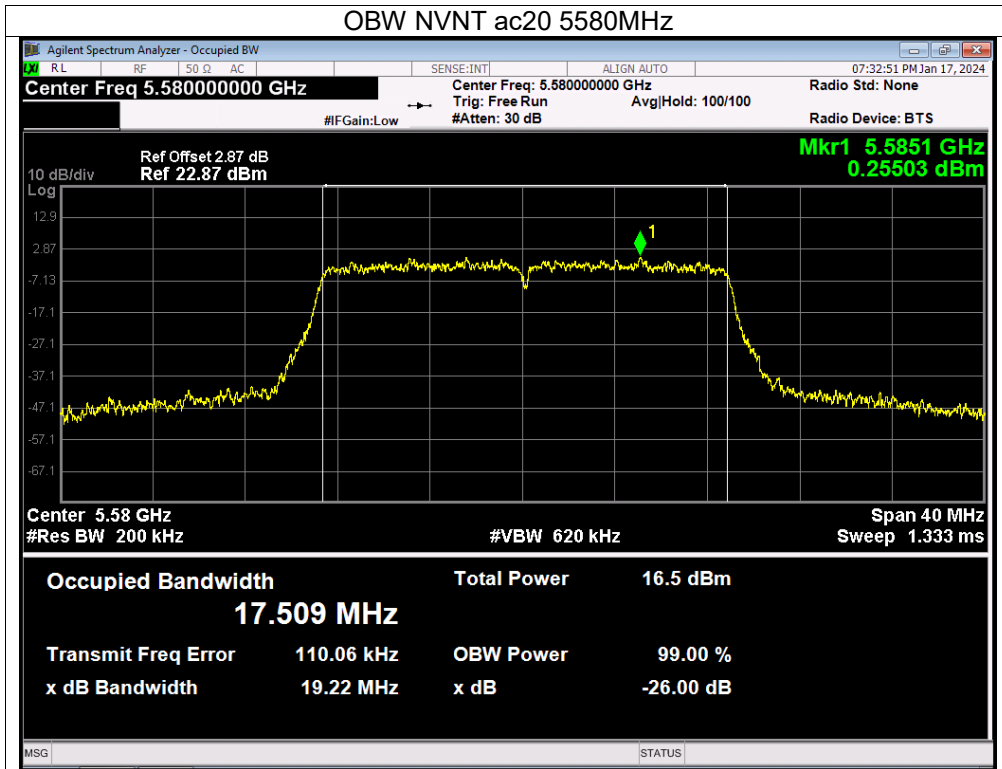 OBW NVNT ac20 5580MHz
Agilent Spectrum Analyzer - Occupied BW
LXI RL RF 50 Ω AC SENSE:INT ALIGN AUTO 07:32:51 PM Jan 17, 2024
Center Freq 5.580000000 GHz Center Freq: 5.580000000 GHz Radio Std: None
Trig: Free Run Avg|Hold: 100/100
#IFGain:Low #Atten: 30 dB Radio Device: BTS
Ref Offset 2.87 dB Mkr1 5.5851 GHz
10 dB/div Ref 22.87 dBm 0.25503 dBm
Log
12.9
1
2.87
-7.13
-17.1
-27.1
-37.1
-47.1
-57.1
-67.1
Center 5.58 GHz Span 40 MHz
#Res BW 200 kHz #VBW 620 kHz Sweep 1.333 ms
Occupied Bandwidth Total Power 16.5 dBm
17.509 MHz
Transmit Freq Error 110.06 kHz OBW Power 99.00 %
x dB Bandwidth 19.22 MHz x dB -26.00 dB
MSG STATUS